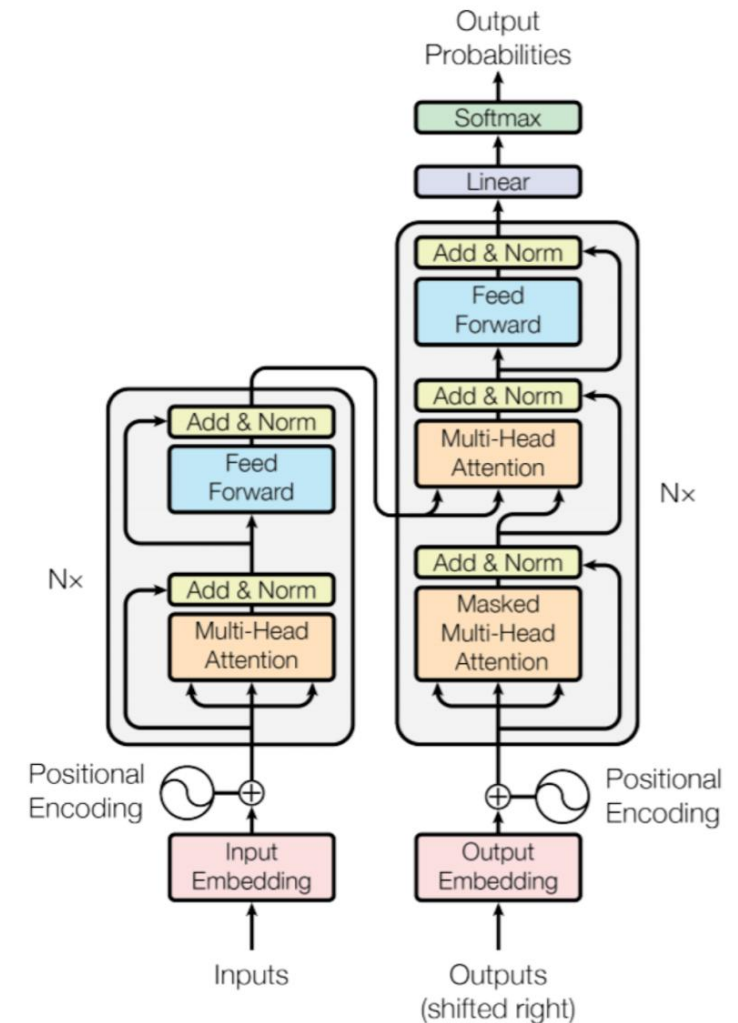 Output
Probabilities
Softmax
Linear
Add & Norm
Feed
Forward
Add & Norm
Multi-Head
Attention
Nx
Add & Norm
Masked
Multi-Head
Attention
Add & Norm
Feed
Forward
Nx
Add & Norm
Multi-Head
Attention
Positional
Encoding
Positional
Encoding
Input
Embedding
Output
Embedding
Inputs
Outputs
(shifted right)